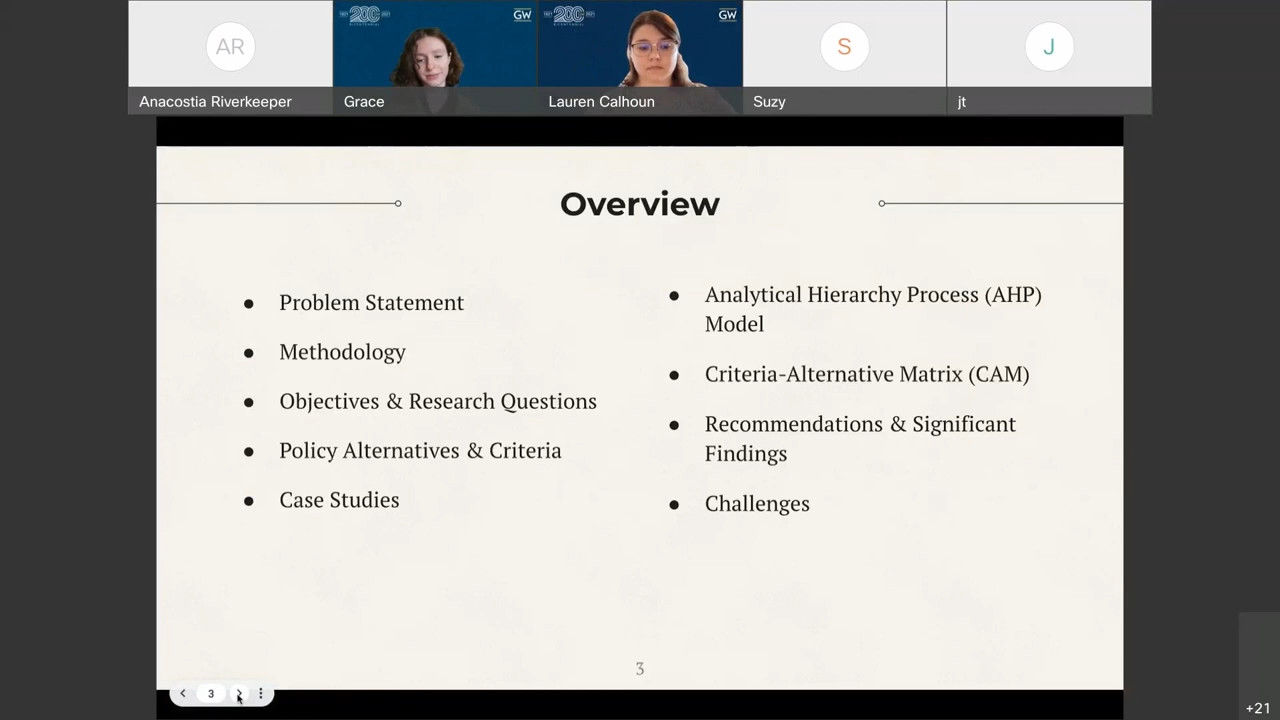 AR
Anacostia Riverkeeper
GW
Grace
GW
Lauren Calhoun
S
Suzy
J
jt
Overview
● Problem Statement
● Methodology
● Objectives & Research Questions
● Policy Alternatives & Criteria
● Case Studies
● Analytical Hierarchy Process (AHP)
Model
● Criteria-Alternative Matrix (CAM)
● Recommendations & Significant
Findings
● Challenges
3
3
+21